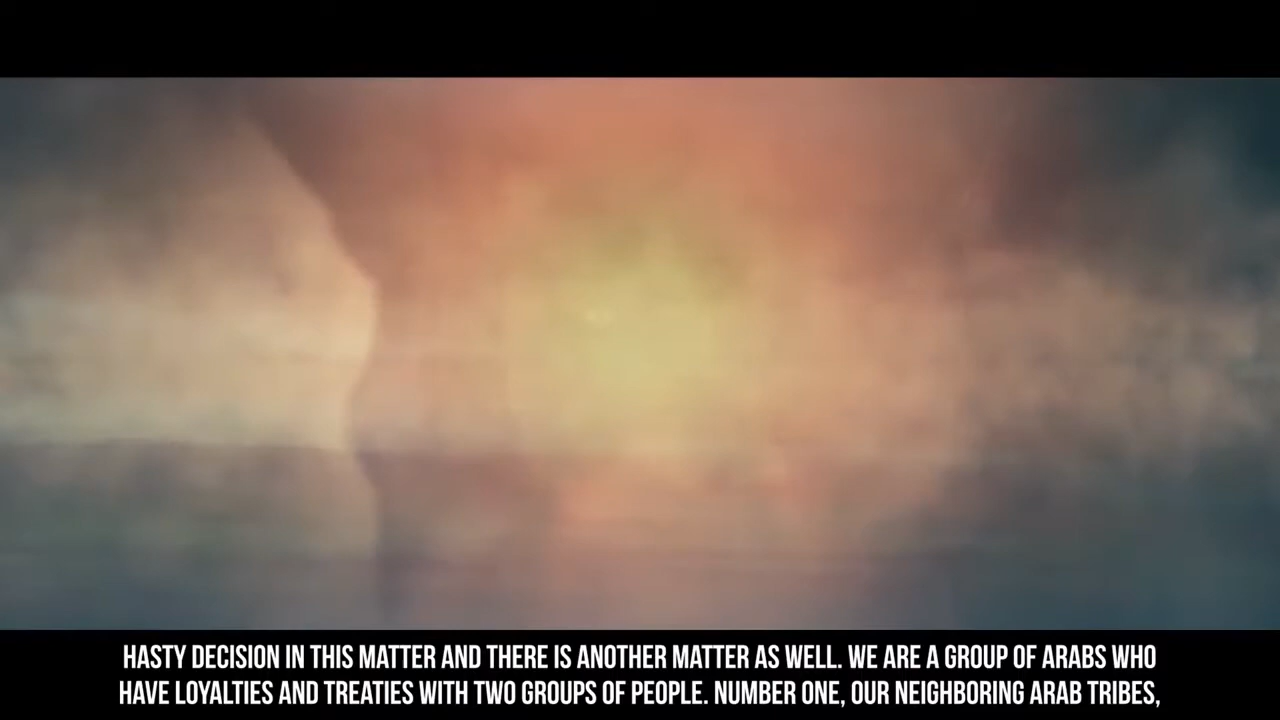 HASTY DECISION IN THIS MATTER AND THERE IS ANOTHER MATTER AS WELL. WE ARE A GROUP OF ARABS WHO
HAVE LOYALTIES AND TREATIES WITH TWO GROUPS OF PEOPLE. NUMBER ONE, OUR NEIGHBORING ARAB TRIBES,